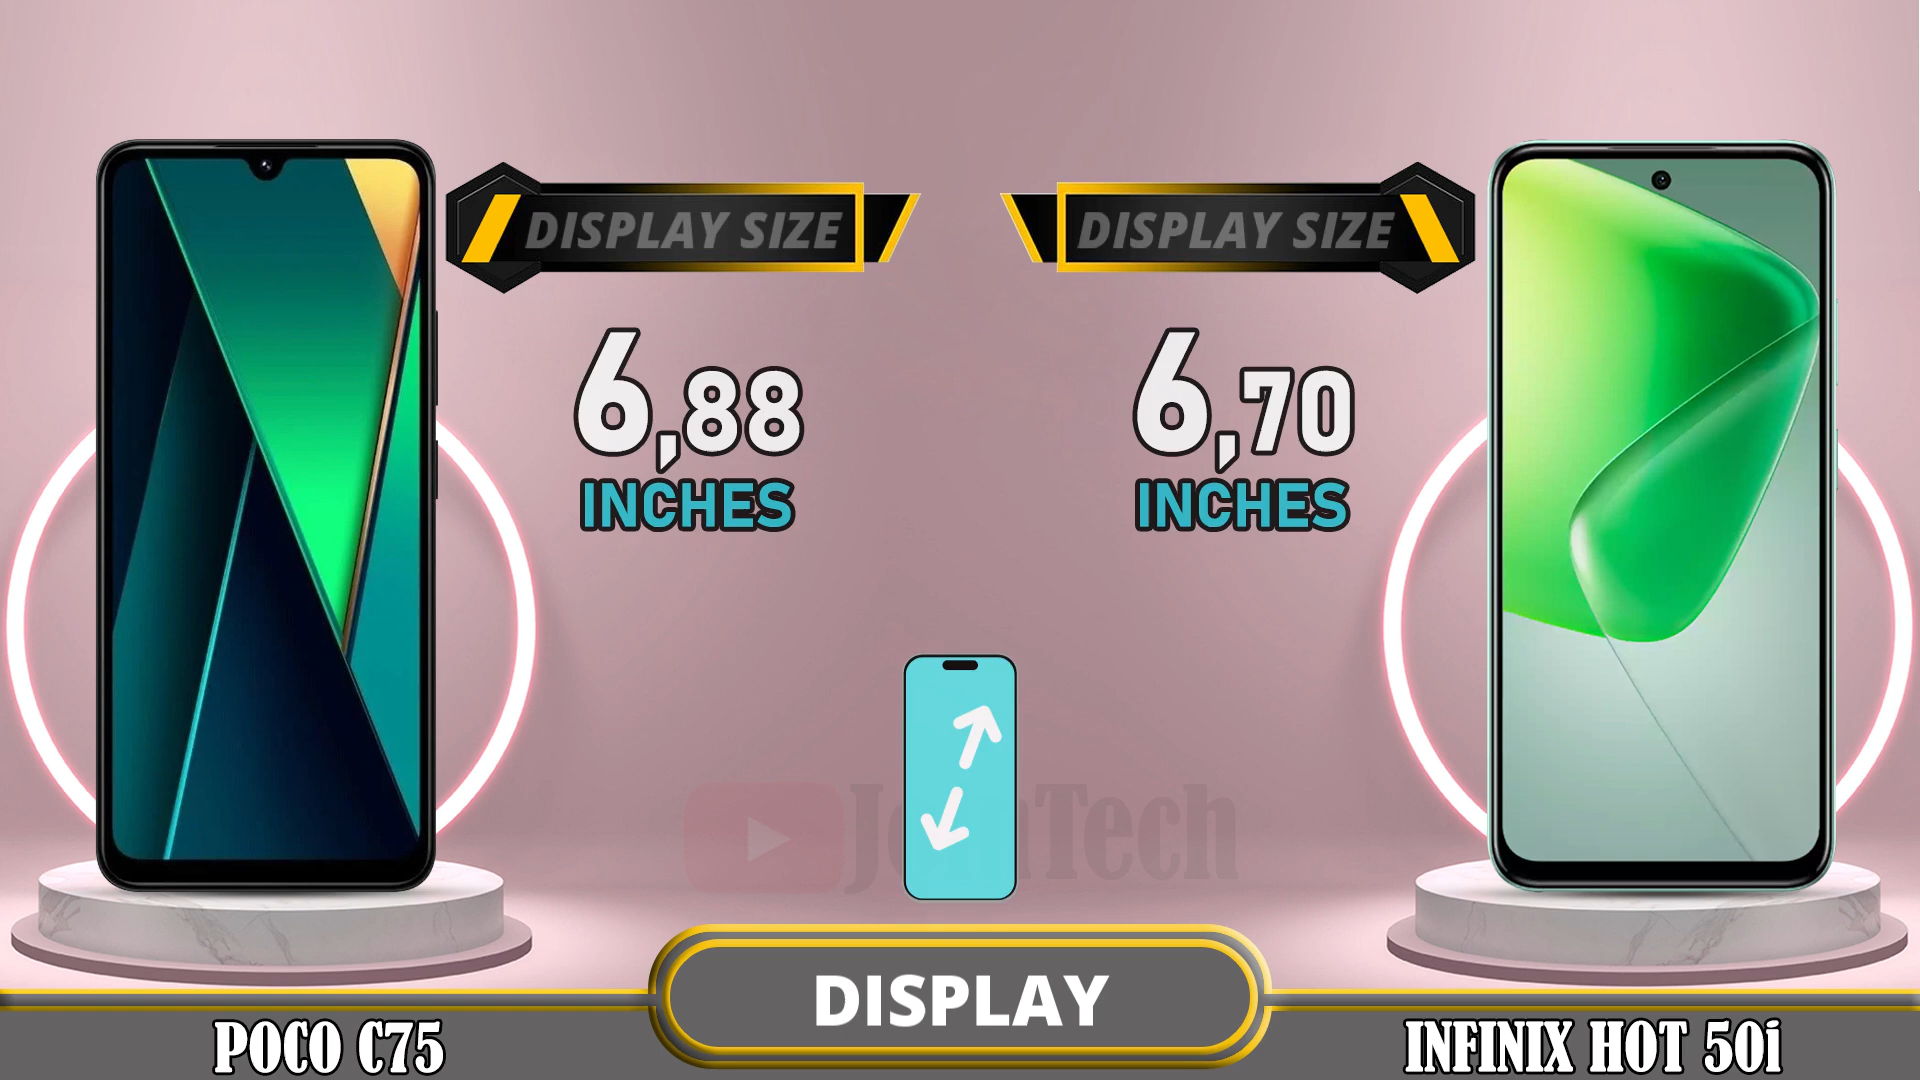 DISPLAY SIZE
6,88
INCHES
DISPLAY SIZE
6,70
INCHES
DISPLAY
POCO C75
INFINIX HOT 50i